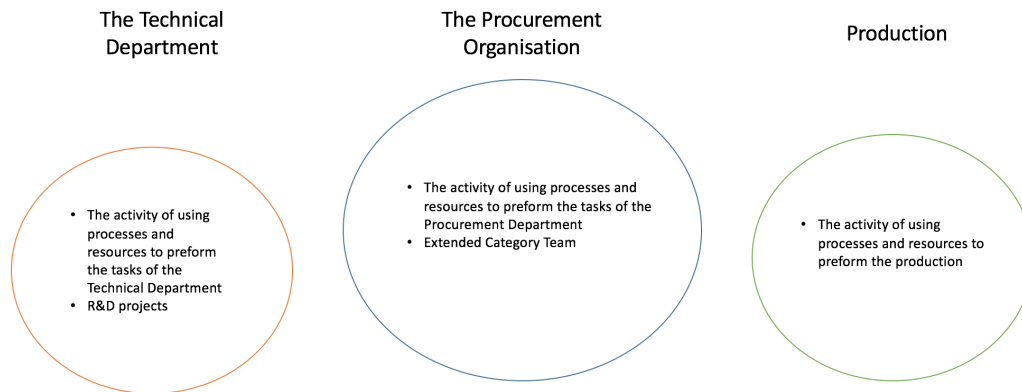 The Technical
Department
The Procurement
Organisation
Production
• The activity of using
processes and
resources to preform
the tasks of the
Technical Department
• R&D projects
• The activity of using processes and
resources to preform the tasks of the
Procurement Department
• Extended Category Team
• The activity of using
processes and resources to
preform the production